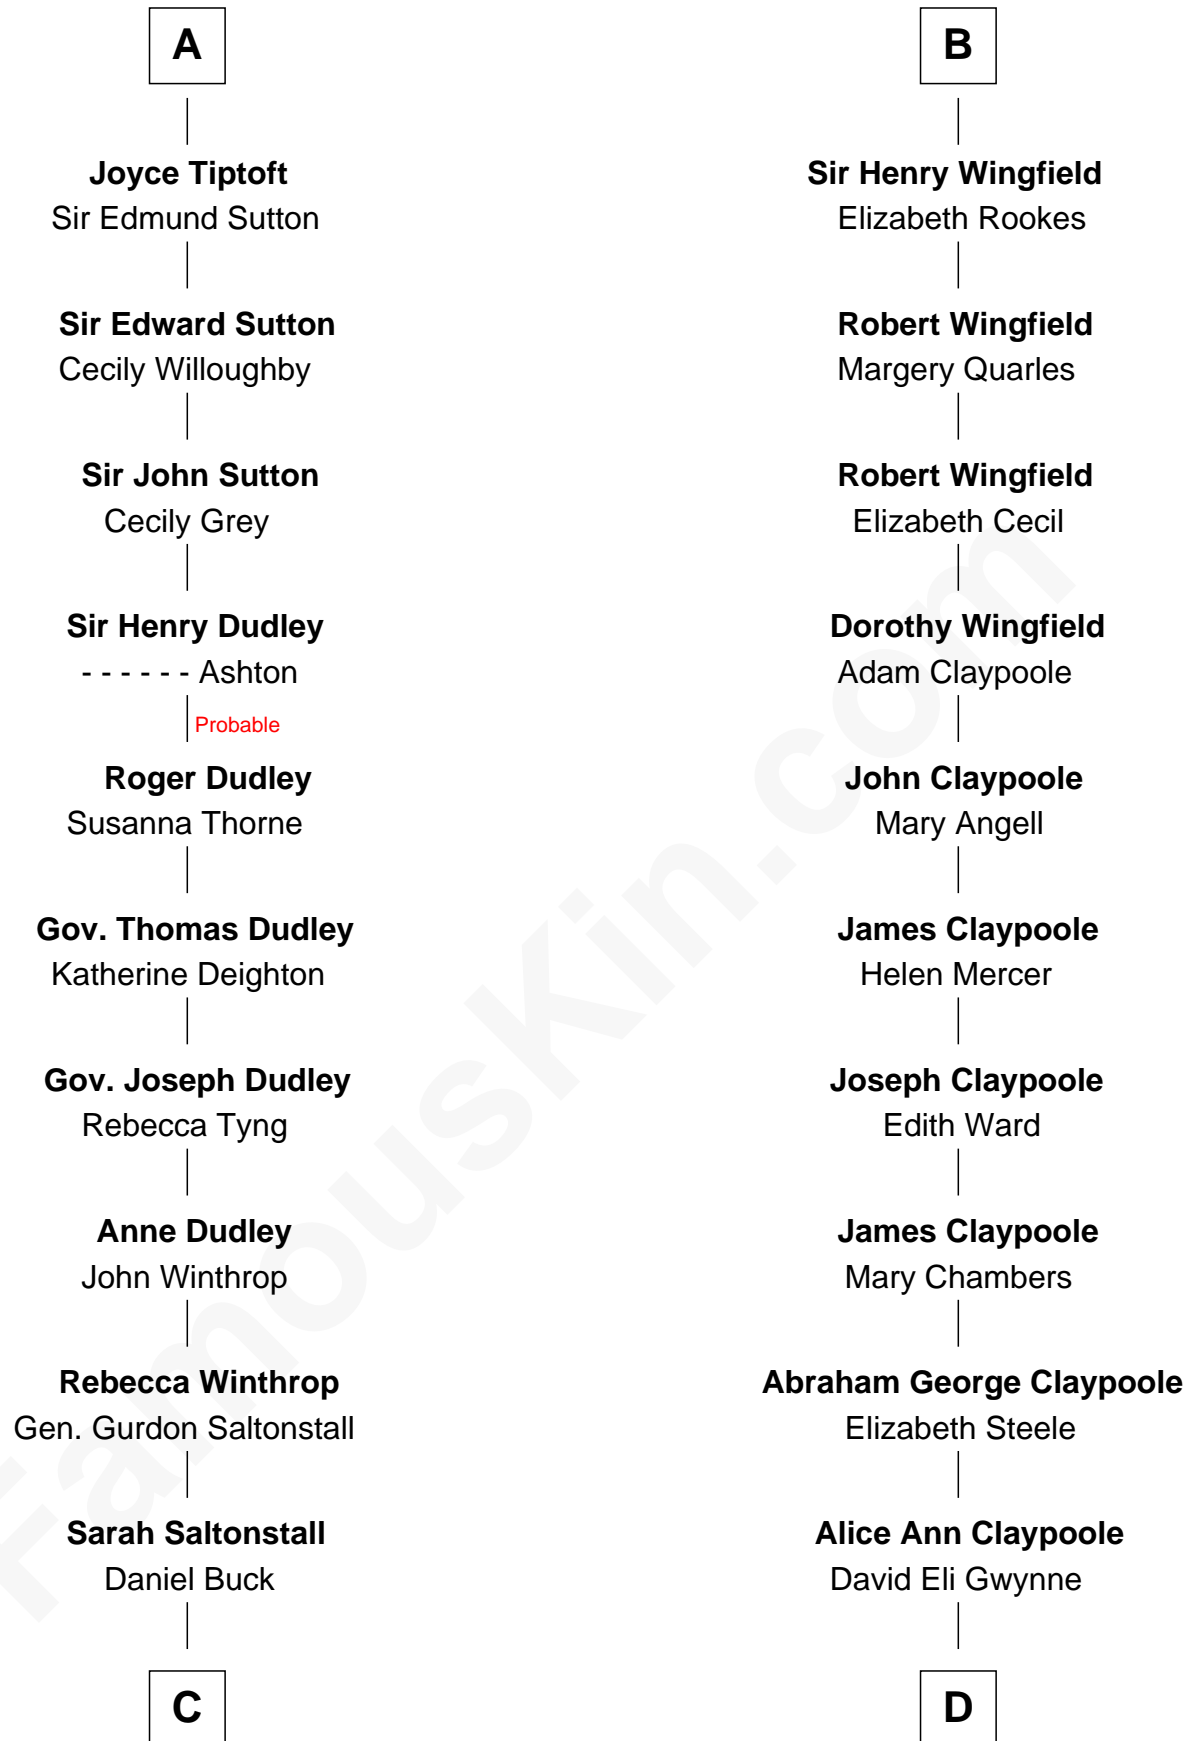 A
Joyce Tiptoft
Sir Edmund Sutton
Sir Edward Sutton
Cecily Willoughby
Sir John Sutton
Cecily Grey
Sir Henry Dudley
- - - - - - Ashton
Probable
Roger Dudley
Susanna Thorne
Gov. Thomas Dudley
Katherine Deighton
Gov. Joseph Dudley
Rebecca Tyng
Anne Dudley
John Winthrop
Rebecca Winthrop
Gen. Gurdon Saltonstall
Sarah Saltonstall
Daniel Buck
C
B
Sir Henry Wingfield
Elizabeth Rookes
Robert Wingfield
Margery Quarles
Robert Wingfield
Elizabeth Cecil
Dorothy Wingfield
Adam Claypoole
John Claypoole
Mary Angell
James Claypoole
Helen Mercer
Joseph Claypoole
Edith Ward
James Claypoole
Mary Chambers
Abraham George Claypoole
Elizabeth Steele
Alice Ann Claypoole
David Eli Gwynne
D
FamousKin.com